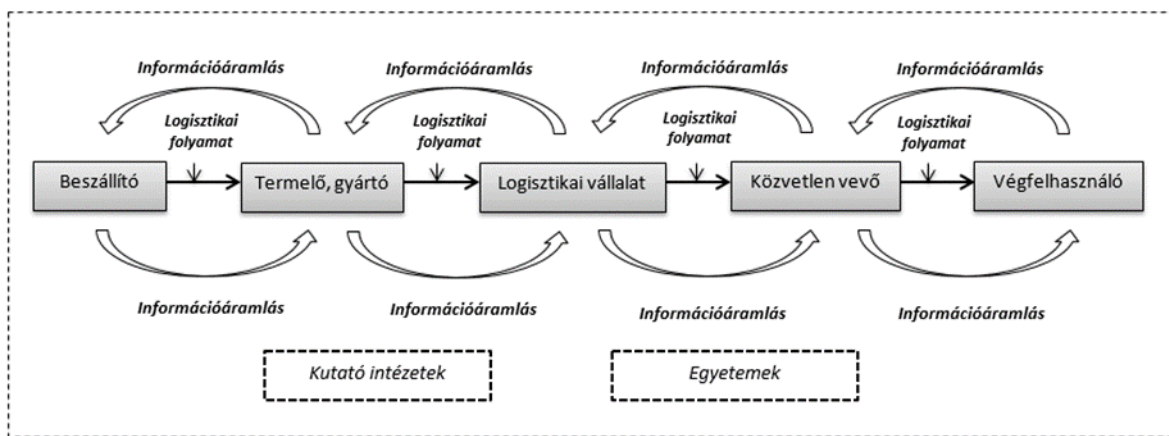 Információáramlás Információáramlás Információáramlás Információáramlás
Logisztikai folyamat
Logisztikai folyamat
Logisztikai folyamat
Logisztikai folyamat
Beszállító Termelő, gyártó Logisztikai vállalat Közvetlen vevő Végfelhasználó
Információáramlás Információáramlás Információáramlás Információáramlás
Kutató intézetek Egyetemek